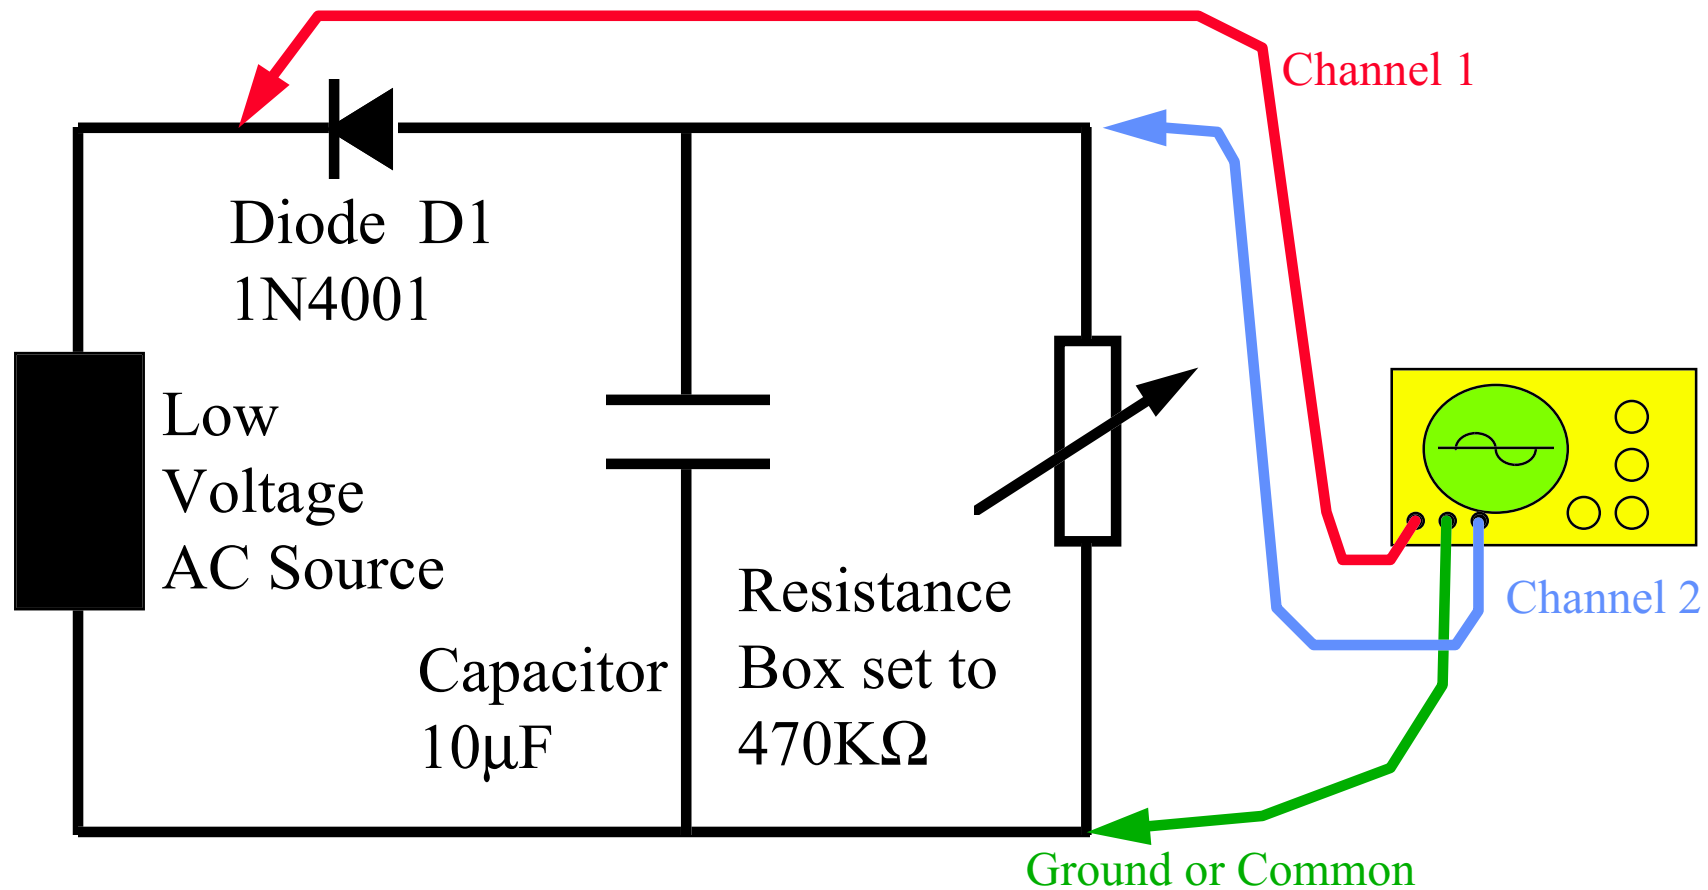 Channel 1
Diode D1
1N4001
Low
Voltage
AC Source
Capacitor
10μF
Resistance
Box set to
470KΩ
Channel 2
Ground or Common